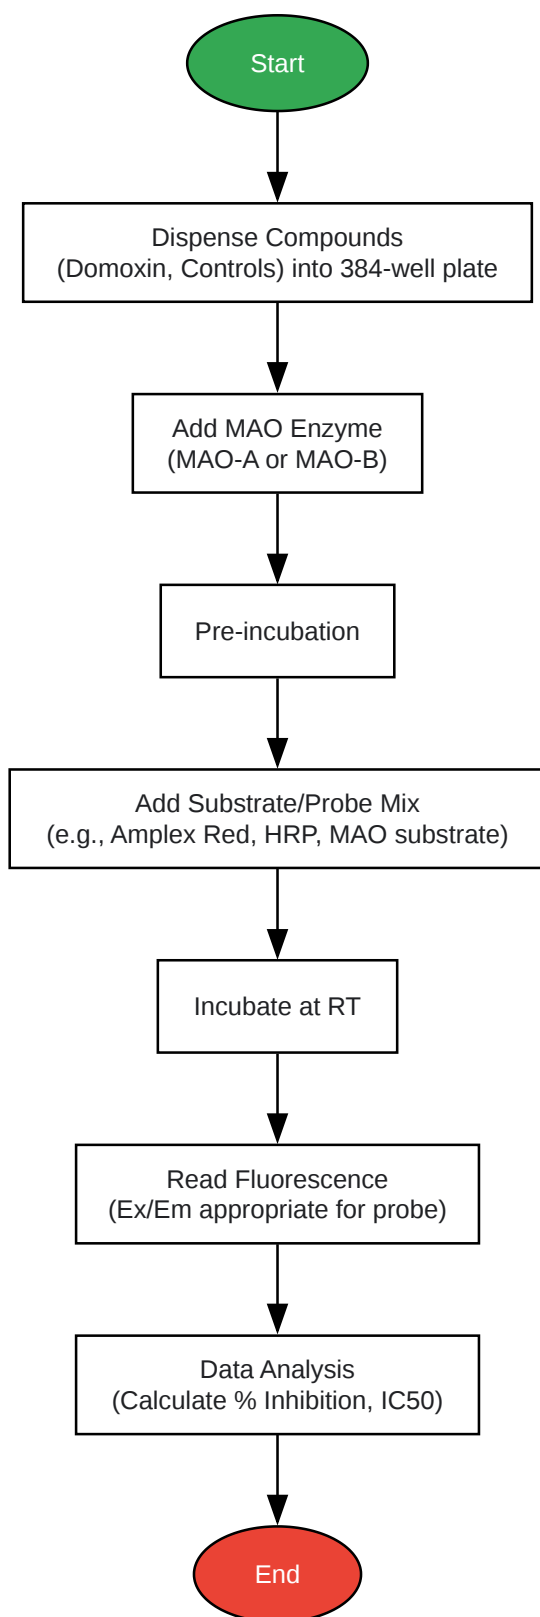 Start
Dispense Compounds
(Domoxin, Controls) into 384-well plate
Add MAO Enzyme
(MAO-A or MAO-B)
Pre-incubation
Add Substrate/Probe Mix
(e.g., Amplex Red, HRP, MAO substrate)
Incubate at RT
Read Fluorescence
(Ex/Em appropriate for probe)
Data Analysis
(Calculate % Inhibition, IC50)
End